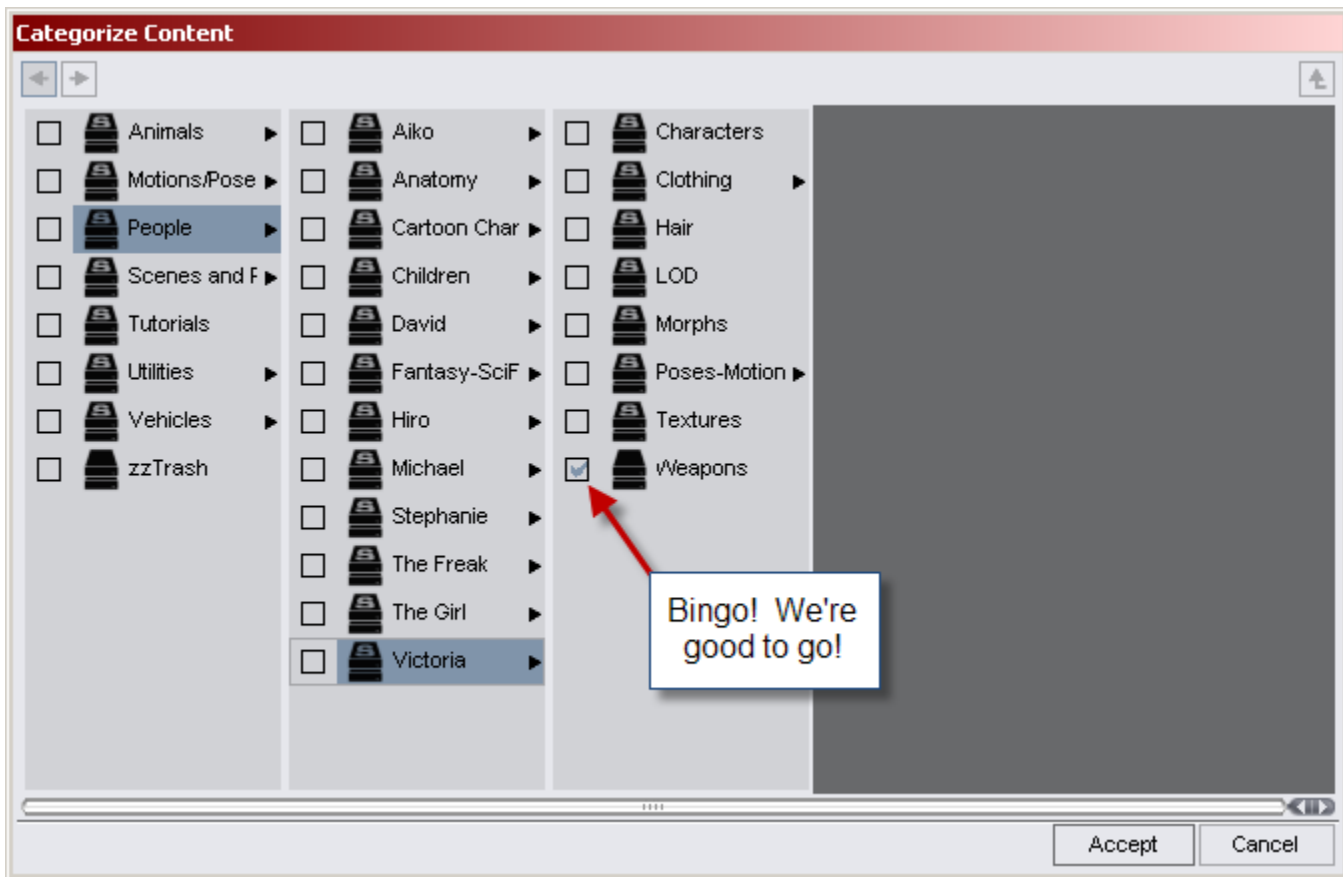 Categorize Content
Animals
Motions/Pose
People
Scenes and F
Tutorials
Utilities
Vehicles
zzTrash
Aiko
Anatomy
Cartoon Char
Children
David
Fantasy-SciF
Hiro
Michael
Stephanie
The Freak
The Girl
Victoria
Characters
Clothing
Hair
LOD
Morphs
Poses-Motion
Textures
Weapons
Bingo! We're
good to go!
Accept
Cancel